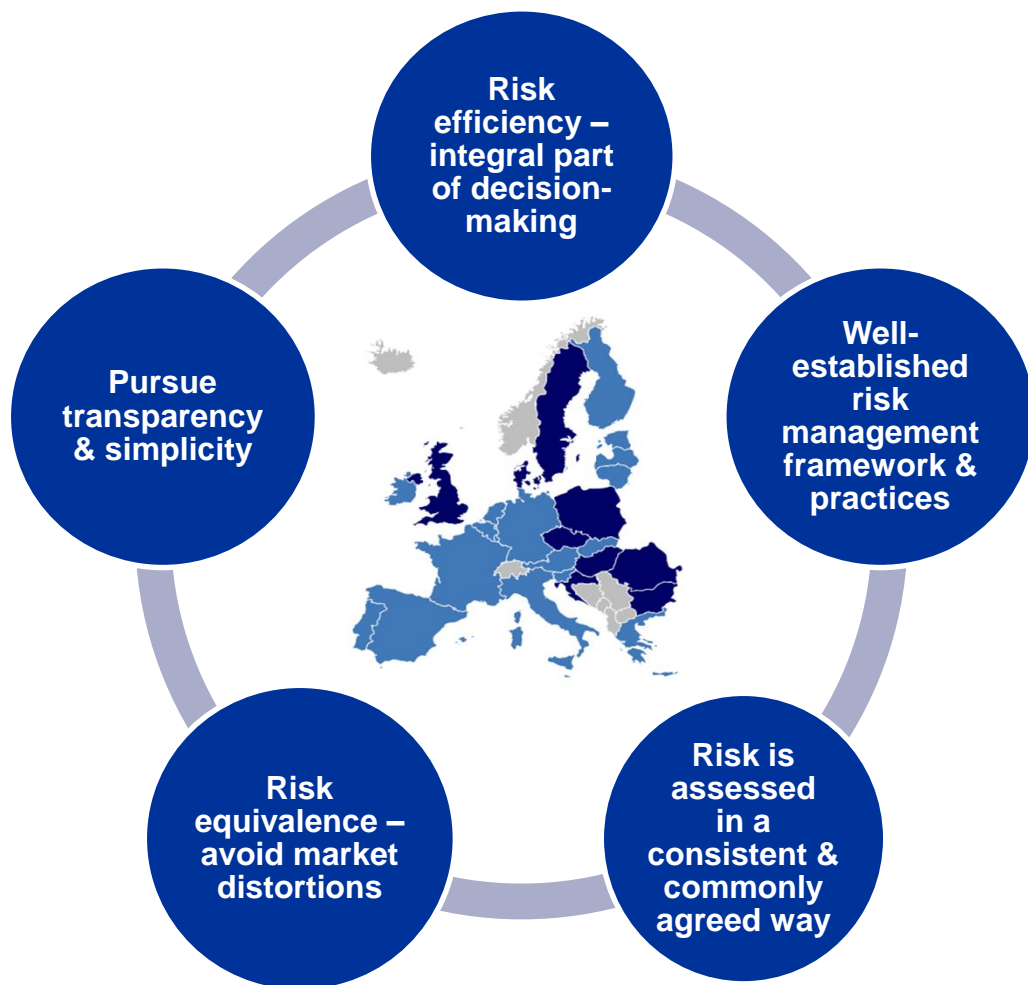 Risk
efficiency –
integral part
of decision-
making
Well-
established
risk
management
framework &
practices
Risk is
assessed
in a
consistent &
commonly
agreed way
Risk
equivalence –
avoid market
distortions
Pursue
transparency
& simplicity